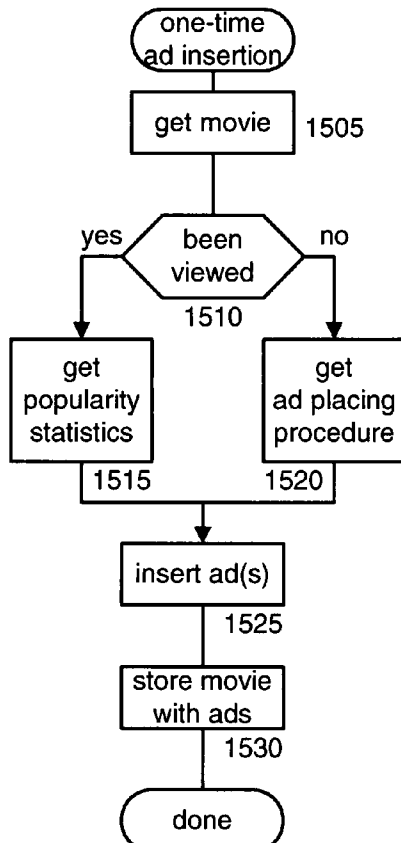 one-time
ad insertion
get movie
1505
yes
been
viewed
no
1510
get
popularity
statistics
1515
get
ad placing
procedure
1520
insert ad(s)
1525
store movie
with ads
1530
done